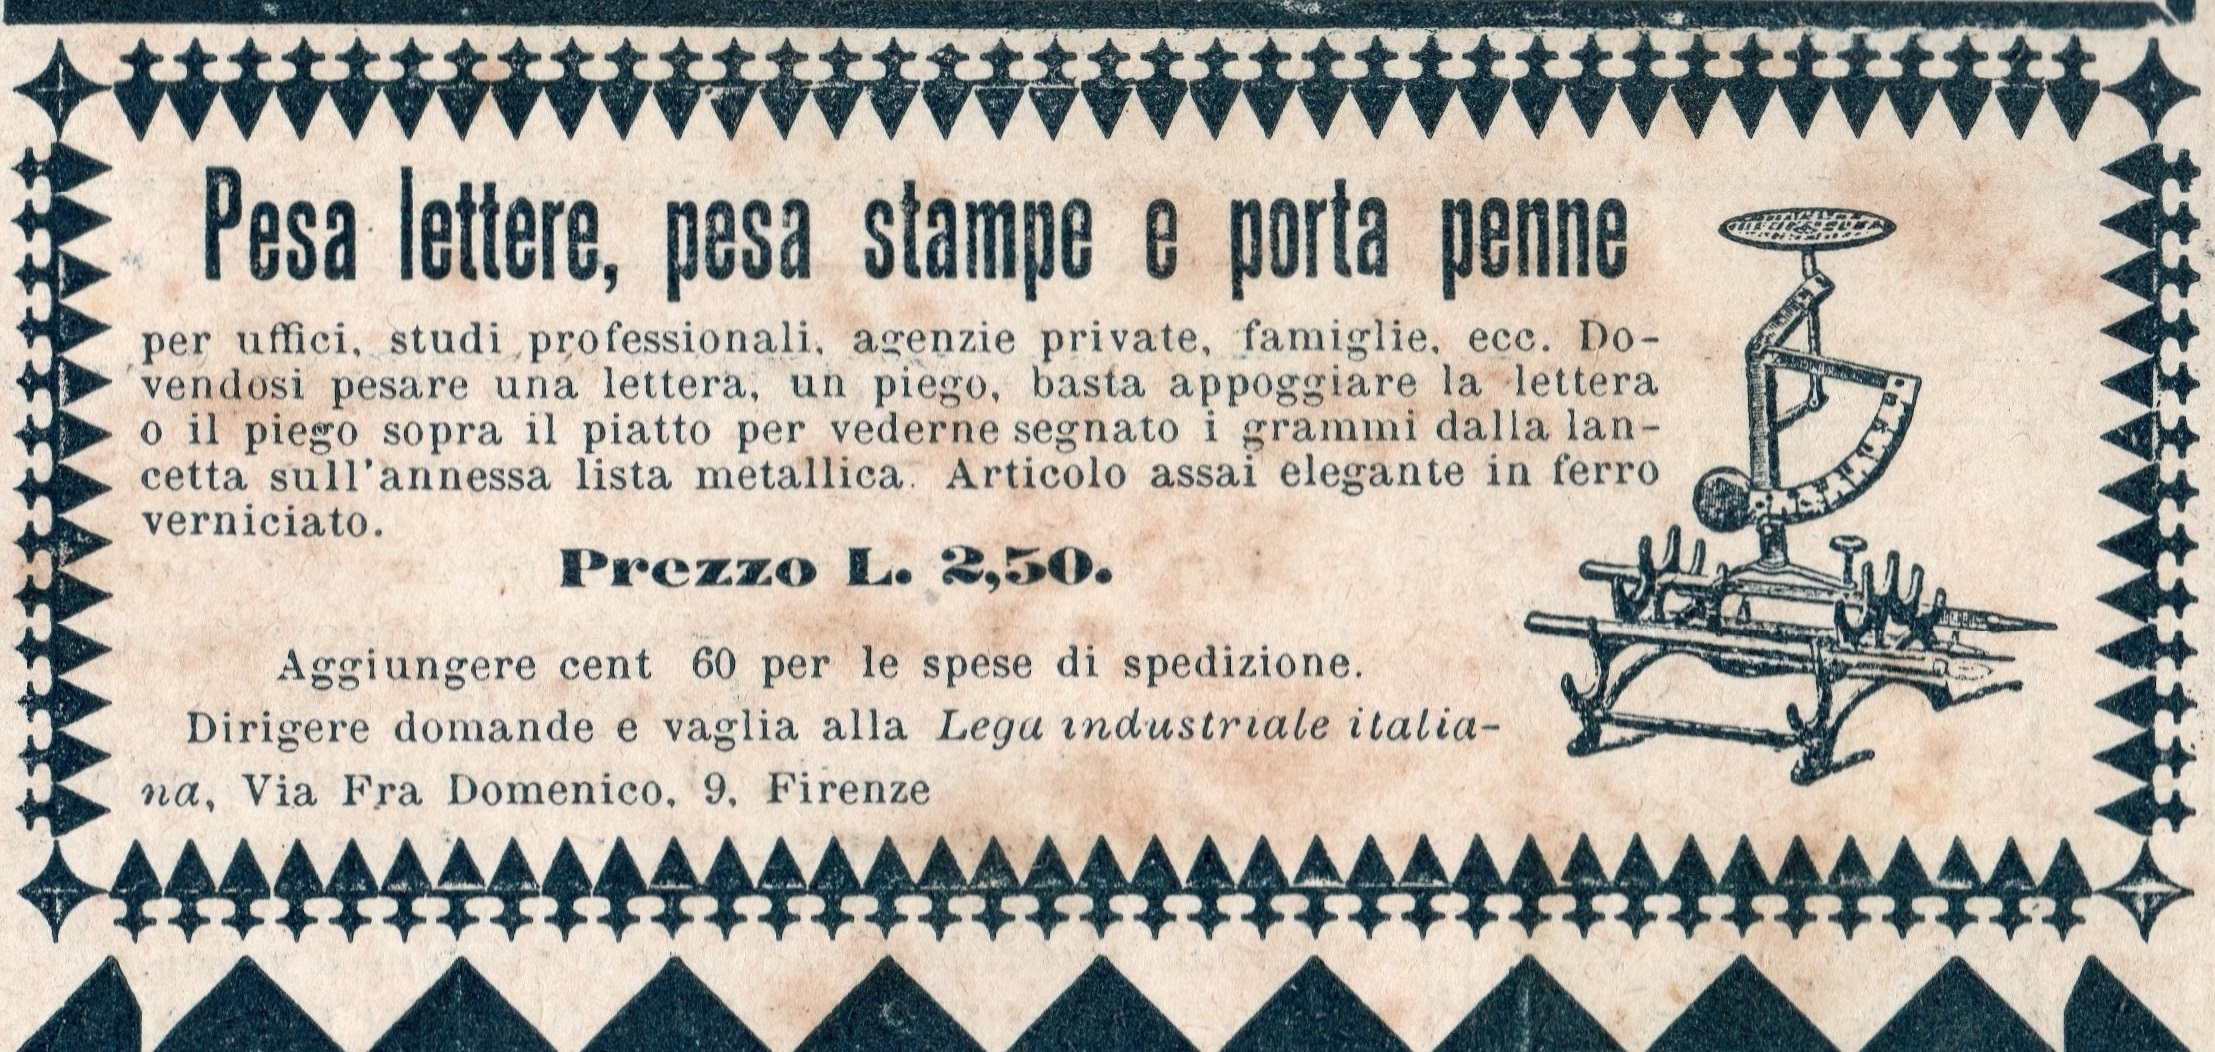 Pesa lettere, pesa stampe e porta penne
per uffici, studi professionali, agenzie private, famiglie, ecc. Do-
vendosi pesare una lettera, un piego, basta appoggiare la lettera
o il piego sopra il piatto per vederne segnato i grammi dalla lan-
cetta sull'annessa lista metallica. Articolo assai elegante in ferro
verniciato.
Prezzo L. 2,50.
Aggiungere cent 60 per le spese di spedizione.
Dirigere domande e vaglia alla Lega industriale italia-
na, Via Fra Domenico, 9, Firenze